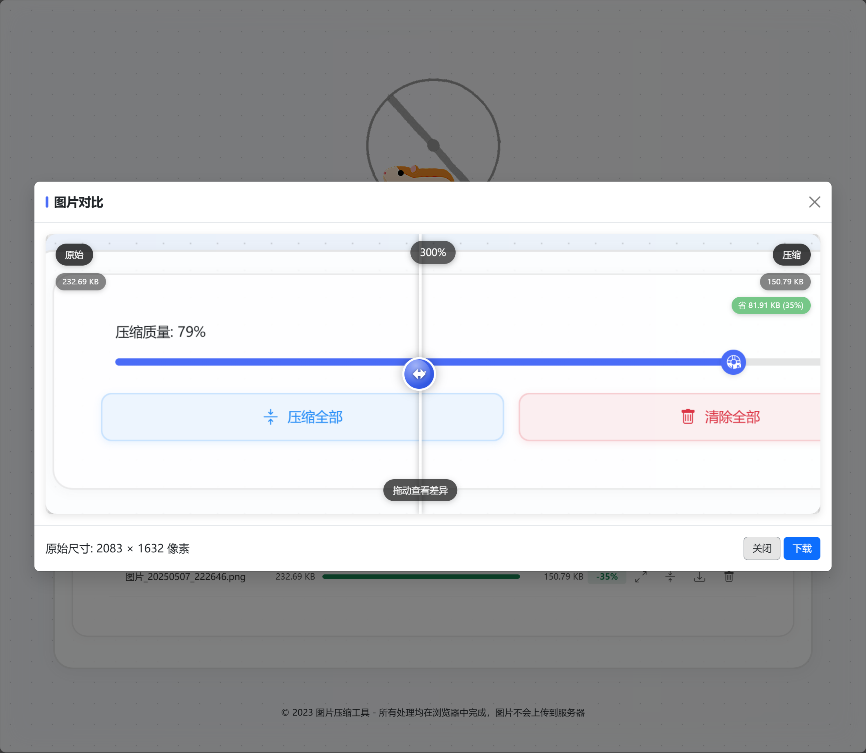 图片对比
原始
300%
压缩
232.69 KB
150.79 KB
省 81.91 KB (35%)
压缩质量: 79%
压缩全部
清除全部
拖动查看差异
原始尺寸: 2083 × 1632 像素
关闭
下载
图片_20250507_222646.png
232.69 KB
150.79 KB
-35%
© 2023 图片压缩工具 - 所有处理均在浏览器中完成，图片不会上传到服务器